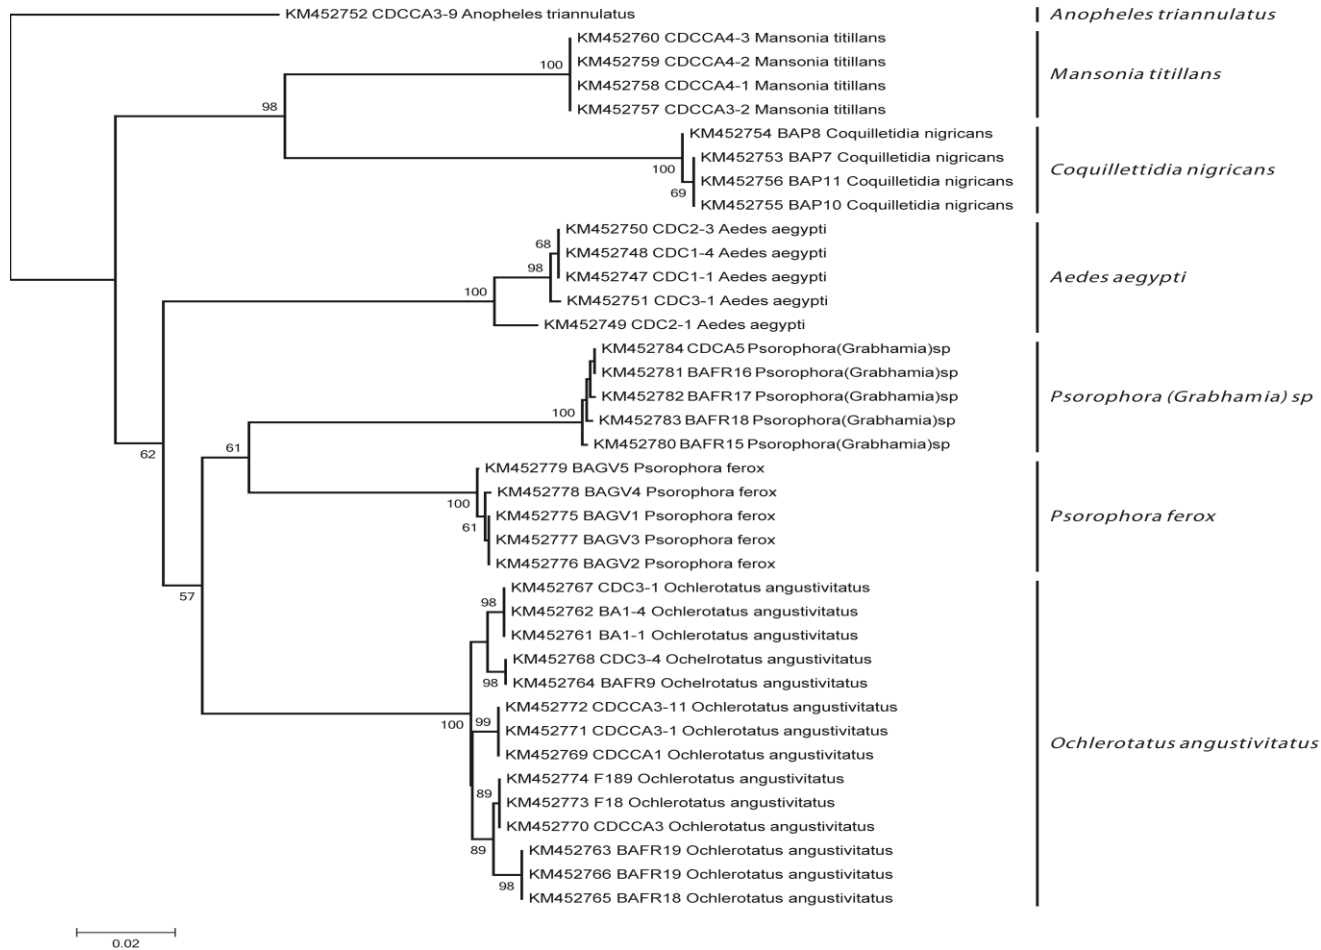 KM452752 CDCCA3-9 Anopheles triannulatus
Anopheles triannulatus
KM452760 CDCCA4-3 Mansonia titillans
KM452759 CDCCA4-2 Mansonia titillans
100
Mansonia titillans
KM452758 CDCCA4-1 Mansonia titillans
98
KM452757 CDCCA3-2 Mansonia titillans
KM452754 BAP8 Coquilletidia nigricans
KM452753 BAP7 Coquilletidia nigricans
100
Coquillettidia nigricans
KM452756 BAP11 Coquilletidia nigricans
69
KM452755 BAP10 Coquilletidia nigricans
KM452750 CDC2-3 Aedes aegypti
68
KM452748 CDC1-4 Aedes aegypti
98
KM452747 CDC1-1 Aedes aegypti
Aedes aegypti
100
KM452751 CDC3-1 Aedes aegypti
KM452749 CDC2-1 Aedes aegypti
KM452784 CDCA5 Psorophora(Grabhamia)sp
KM452781 BAFR16 Psorophora(Grabhamia)sp
KM452782 BAFR17 Psorophora(Grabhamia)sp
Psorophora (Grabhamia) sp
100
KM452783 BAFR18 Psorophora(Grabhamia)sp
KM452780 BAFR15 Psorophora(Grabhamia)sp
61
62
KM452779 BAGV5 Psorophora ferox
KM452778 BAGV4 Psorophora ferox
100
KM452775 BAGV1 Psorophora ferox
Psorophora ferox
61
KM452777 BAGV3 Psorophora ferox
KM452776 BAGV2 Psorophora ferox
57
KM452767 CDC3-1 Ochlerotatus angustivitatus
98
KM452762 BA1-4 Ochlerotatus angustivitatus
KM452761 BA1-1 Ochlerotatus angustivitatus
KM452768 CDC3-4 Ochelrotatus angustivitatus
98
KM452764 BAFR9 Ochelrotatus angustivitatus
KM452772 CDCCA3-11 Ochlerotatus angustivitatus
100
99
KM452771 CDCCA3-1 Ochlerotatus angustivitatus
Ochlerotatus angustivitatus
KM452769 CDCCA1 Ochlerotatus angustivitatus
KM452774 F189 Ochlerotatus angustivitatus
89
KM452773 F18 Ochlerotatus angustivitatus
KM452770 CDCCA3 Ochlerotatus angustivitatus
89
KM452763 BAFR19 Ochlerotatus angustivitatus
KM452766 BAFR19 Ochlerotatus angustivitatus
98
KM452765 BAFR18 Ochlerotatus angustivitatus
0.02